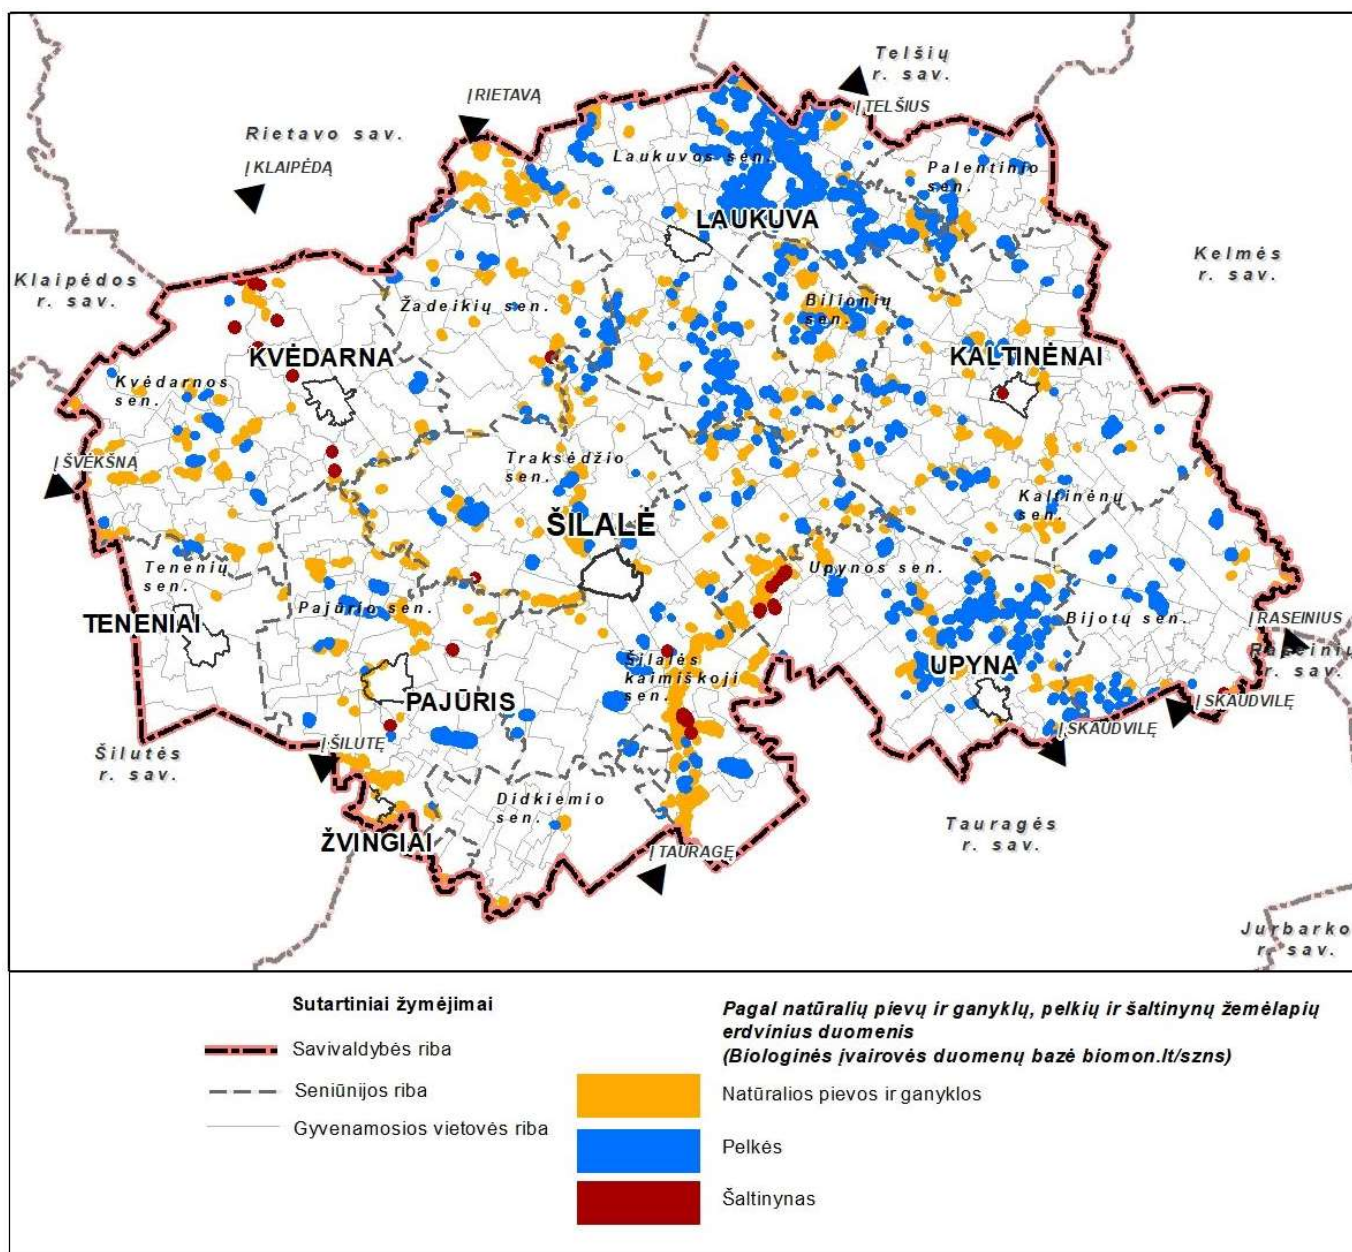 Telšių
r. sav.
Į RIETAVĄ
Į TELŠIUS
Rietavo sav.
Į KLAIPĖDĄ
Laukuvos sen.
Palentinio
sen.
LAUKUVA
Klaipėdos
r. sav.
Kelmės
r. sav.
Žadeikių sen.
Bilionių
sen.
KVĖDARNA
KALTINĖNAI
Kvėdarnos
sen.
Į ŠVĖKŠNĄ
Traksėdžio
sen.
Kaltinėnų
sen.
ŠILALĖ
Tenenių
sen.
Upynos sen.
Pajūrio sen.
TENENIAI
Bijotų sen.
Į RASEINIUS
Raseinių
r. sav.
Šilalės
kaimiškoji
sen.
UPYNA
PAJŪRIS
Į SKAUDVILĘ
Į SKAUDVILĘ
Šilutės
r. sav.
Į ŠILUTĘ
Didkiemio
sen.
Tauragės
r. sav.
ŽVINGIAI
Į TAURAGĘ
Jurbarko
r. sav.
Sutartiniai žymėjimai
Savivaldybės riba
Seniūnijos riba
Gyvenamosios vietovės riba
Pagal natūralių pievų ir ganyklų, pelkių ir šaltinynų žemėlapių
erdvinius duomenis
(Biologinės įvairovės duomenų bazė biomon.lt/szns)
Natūralios pievos ir ganyklos
Pelkės
Šaltinynas